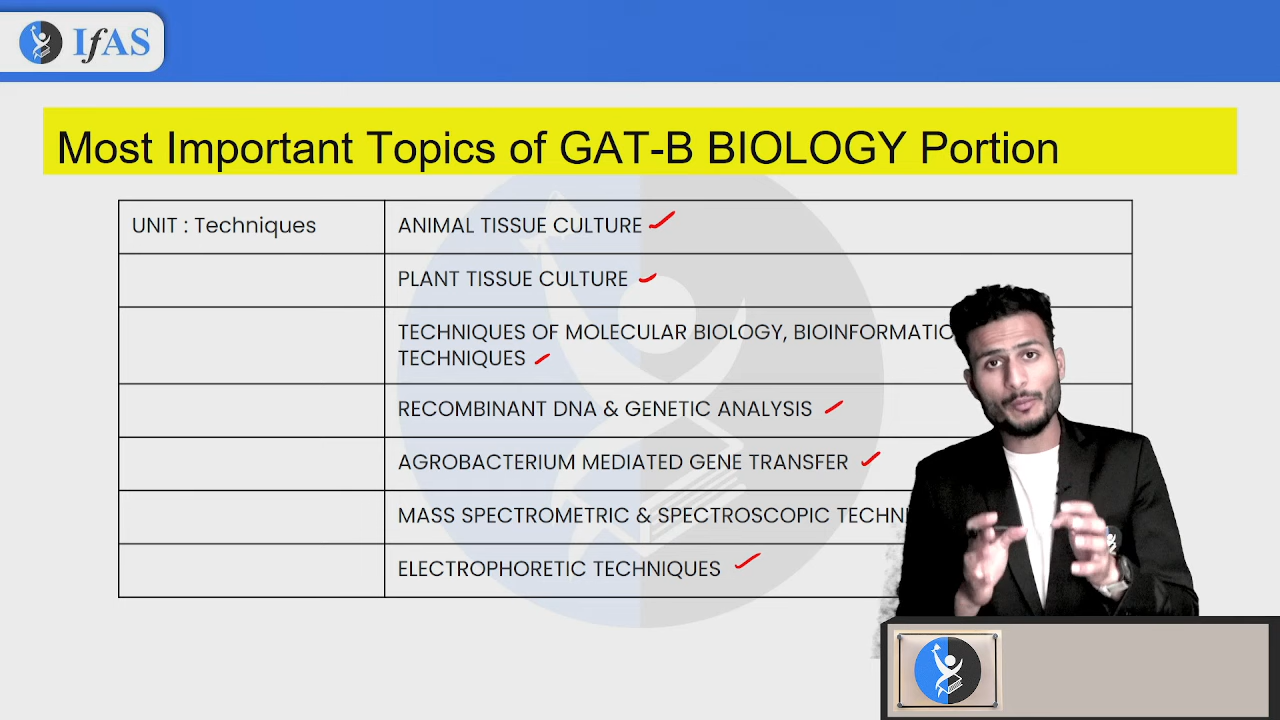 IfAS
Most Important Topics of GAT-B BIOLOGY Portion
UNIT : Techniques
ANIMAL TISSUE CULTURE
PLANT TISSUE CULTURE
TECHNIQUES OF MOLECULAR BIOLOGY,
TECHNIQUES
RECOMBINANT DNA & GENETIC ANALYSIS
AGROBACTERIUM MEDIATED GENE TRANSFER
MASS SPECTROMETRIC & SPECTROSCOPIC
ELECTROPHORETIC TECHNIQUES